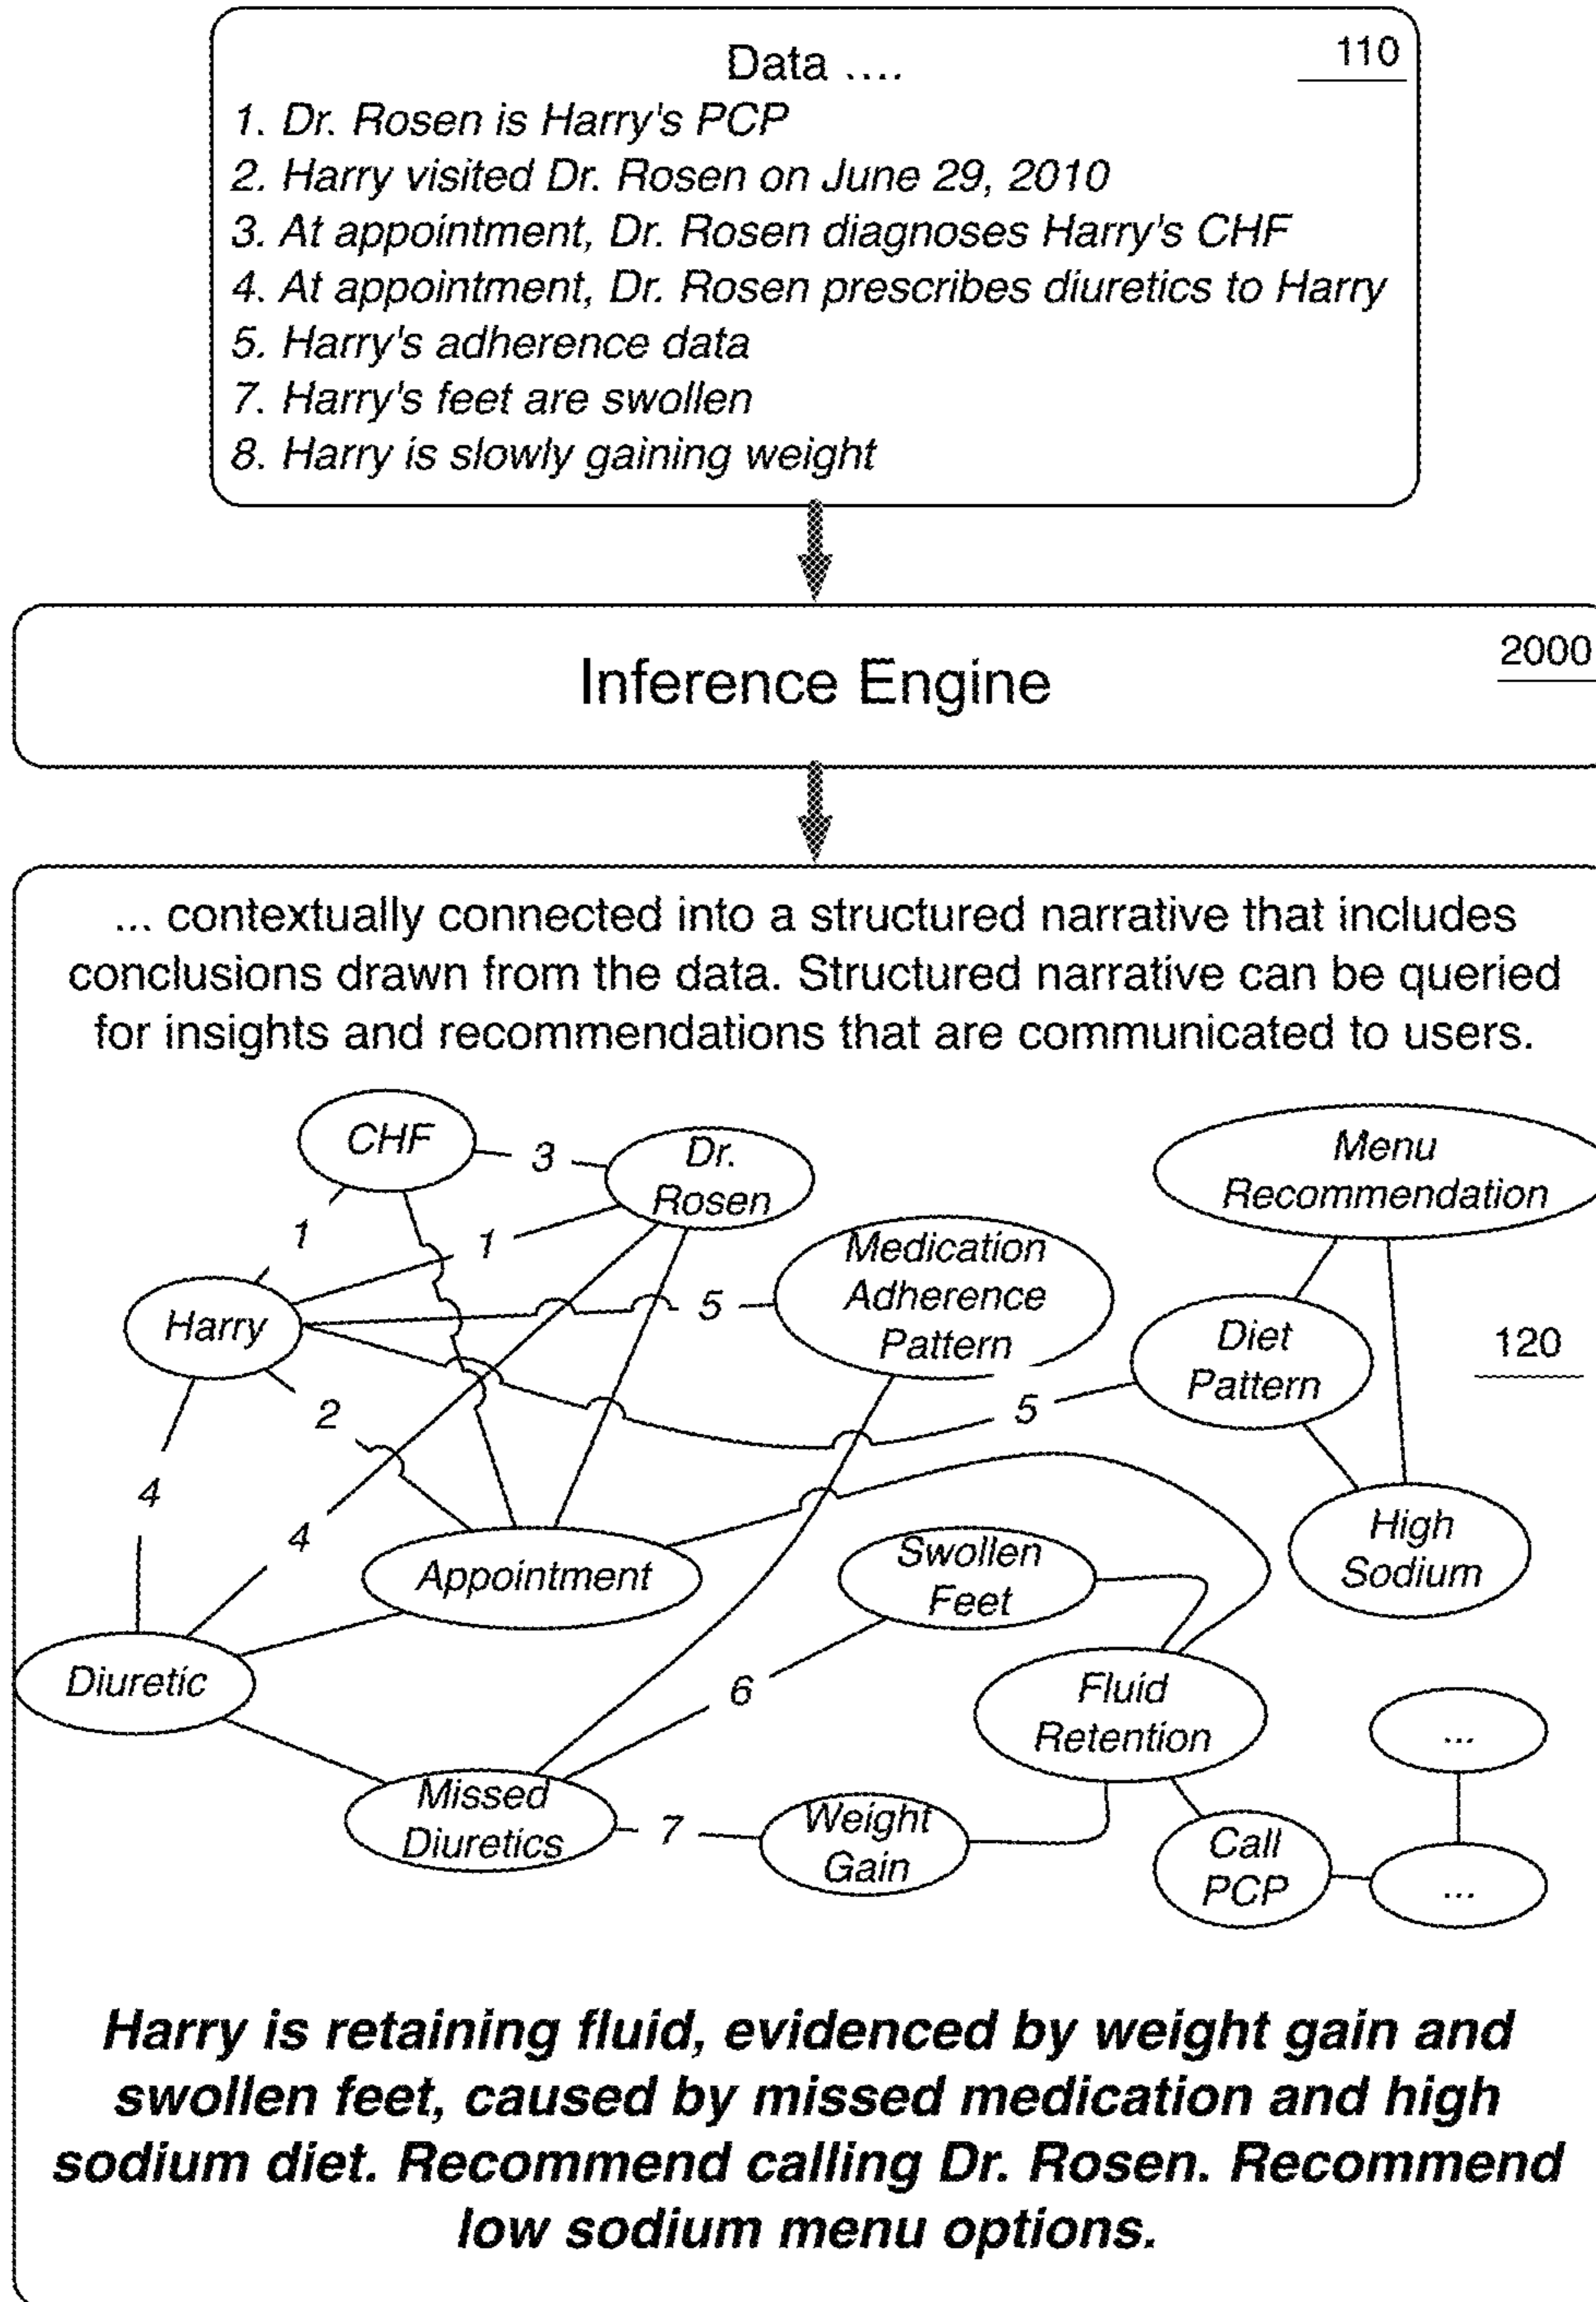 Data ....
110
1. Dr. Rosen is Harry's PCP
2. Harry visited Dr. Rosen on June 29, 2010
3. At appointment, Dr. Rosen diagnoses Harry's CHF
4. At appointment, Dr. Rosen prescribes diuretics to Harry
5. Harry's adherence data
7. Harry's feet are swollen
8. Harry is slowly gaining weight
Inference Engine
2000
... contextually connected into a structured narrative that includes
conclusions drawn from the data. Structured narrative can be queried
for insights and recommendations that are communicated to users.
CHF
3
Dr.
Rosen
Menu
Recommendation
1
1
Medication
Adherence
Pattern
Harry
5
Diet
Pattern
120
2
5
4
4
High
Sodium
Appointment
Swollen
Feet
Diuretic
6
Fluid
Retention
...
Missed
Diuretics
7
Weight
Gain
Call
PCP
...
Harry is retaining fluid, evidenced by weight gain and
swollen feet, caused by missed medication and high
sodium diet. Recommend calling Dr. Rosen. Recommend
low sodium menu options.